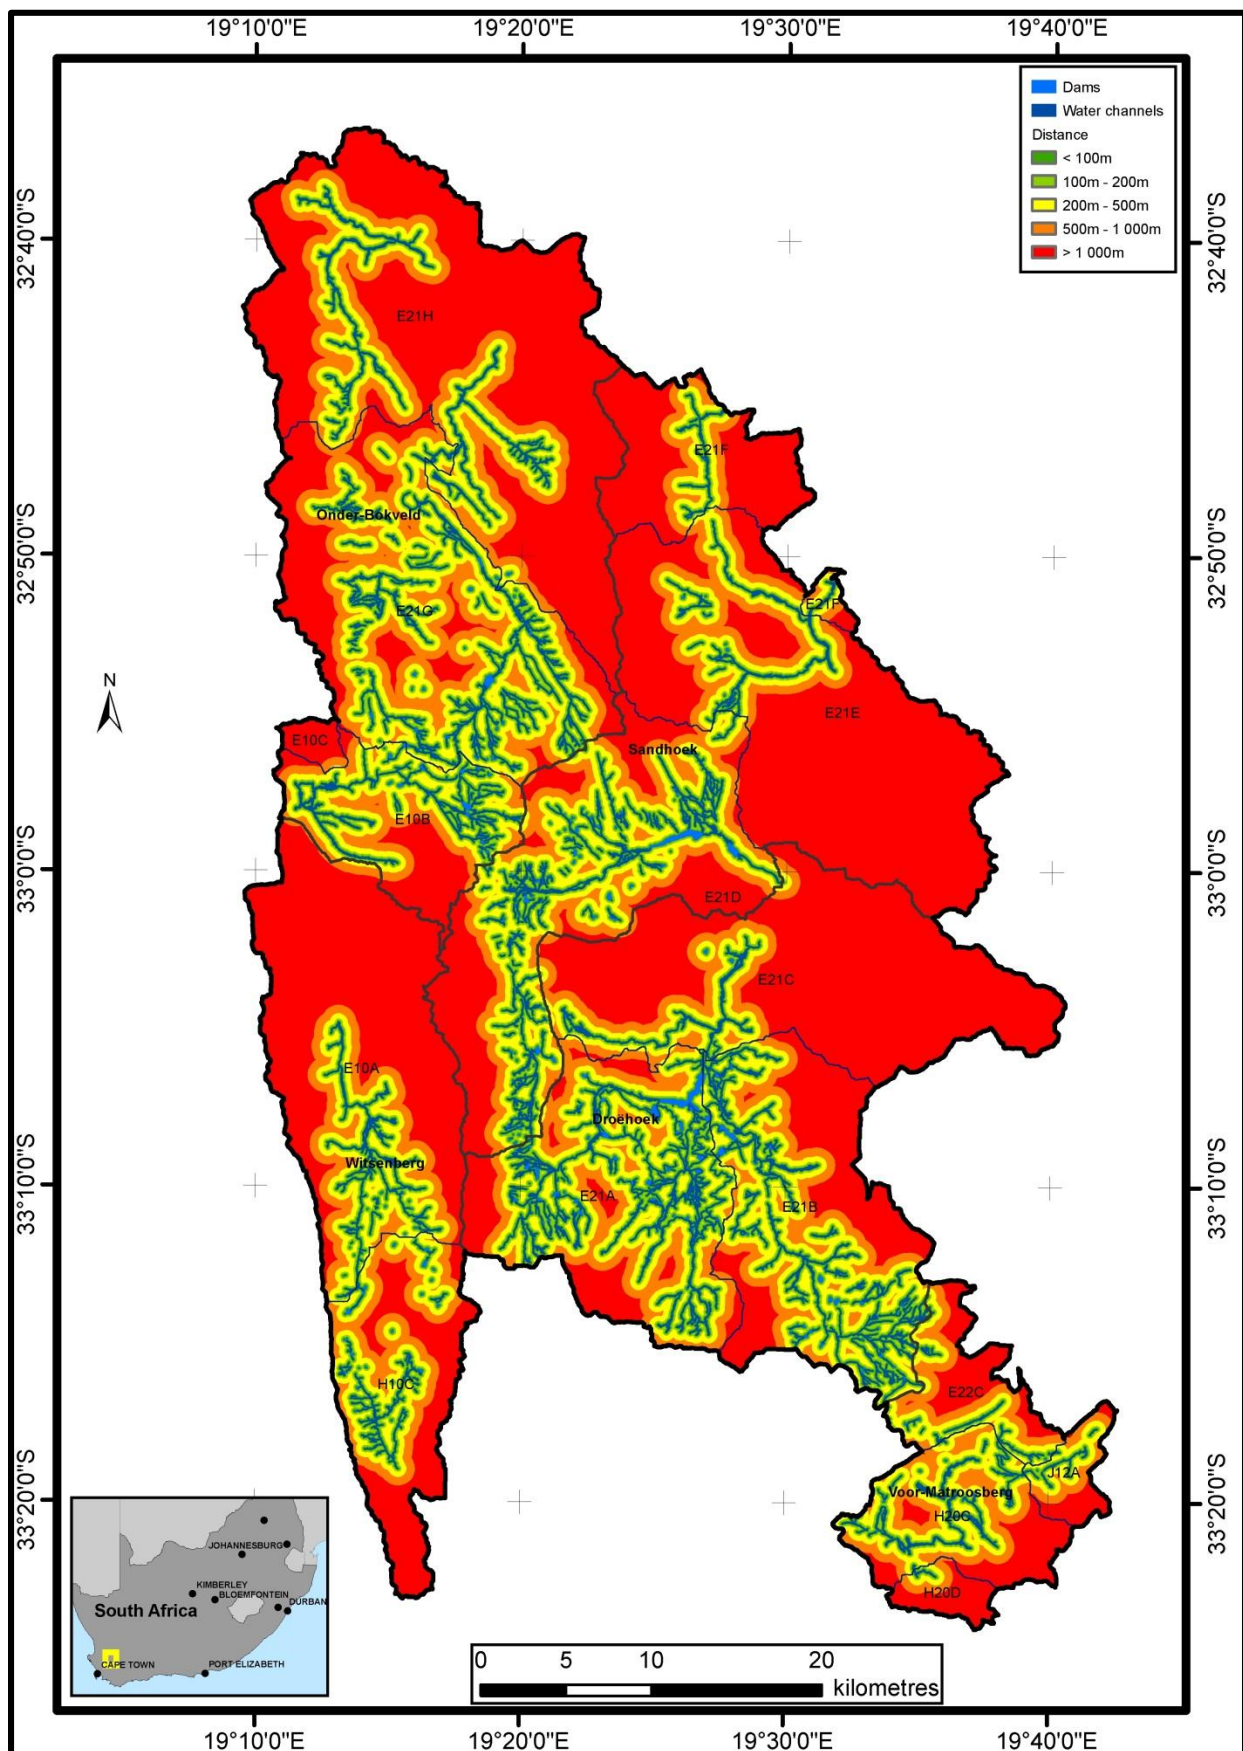 19°10'0"E 19°20'0"E 19°30'0"E 19°40'0"E
Dams
Water channels
Distance
< 100m
100m - 200m
200m - 500m
500m - 1 000m
> 1 000m
32°40'0"S 32°40'0"S
E21H
E21F
Onder-Bokveld
32°50'0"S 32°50'0"S
E21F
E21G
N
E21E
E10C
Sandhoek
E10B
33°0'0"S 33°0'0"S
E21D
E21C
E10A
Droëhoek
Witsenberg
33°10'0"S 33°10'0"S
E21A
E21B
H10C
E22C
J12A
Voor-Matroosberg
33°20'0"S 33°20'0"S
H20C
H20D
JOHANNESBURG
KIMBERLEY
BLOEMFONTEIN
DURBAN
South Africa
CAPE TOWN
PORT ELIZABETH
0 5 10 20
kilometres
19°10'0"E 19°20'0"E 19°30'0"E 19°40'0"E